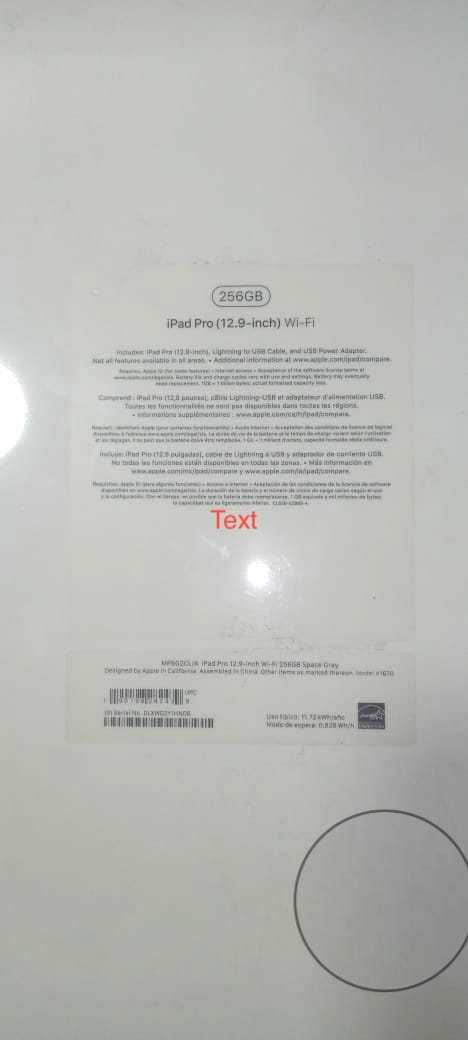 256GB
iPad Pro (12.9-inch) Wi-Fi
Includes: iPad Pro (12.9-inch), Lightning to USB Cable, and USB Power Adapter.
Not all features available in all areas. • Additional information at www.apple.com/ipad/compare.
Requires: Apple ID (for some features) • Internet access • Acceptance of the software license terms at
www.apple.com/legal/sla. Battery life and charge cycles vary with use and settings. Battery may eventually
need replacement. 1GB = 1 billion bytes; actual formatted capacity less.
Comprend : iPad Pro (12,9 pouces), câble Lightning-USB et adaptateur d'alimentation USB.
Toutes les fonctionnalités ne sont pas disponibles dans toutes les régions.
• Informations supplémentaires : www.apple.com/ca/fr/ipad/compare.
Requiert : identifiant Apple (pour certaines fonctionnalités) • Accès Internet • Acceptation des conditions de licence de logiciel
disponibles à l'adresse www.apple.com/legal/sla. La durée de vie de la batterie et le temps de charge varient selon l'utilisation
et les réglages. Il se peut que la batterie doive être remplacée. 1 Go = 1 milliard d'octets, capacité formatée réelle inférieure.
Incluye: iPad Pro (12.9 pulgadas), cable de Lightning a USB y adaptador de corriente USB.
No todas las funciones están disponibles en todas las zonas. • Más información en
www.apple.com/mx/ipad/compare y www.apple.com/la/ipad/compare.
Requisitos: Apple ID (para algunas funciones) • Acceso a Internet • Aceptación de las condiciones de la licencia de software
disponibles en www.apple.com/legal/sla. La duración de la batería y el número de ciclos de carga varían según el uso
y la configuración. Con el tiempo, es posible que la batería deba reemplazarse. 1 GB equivale a mil millones de bytes;
la capacidad real es ligeramente inferior.
Text
MP6G2CL/A iPad Pro 12.9-inch Wi-Fi 256GB Space Gray
Designed by Apple in California Assembled in China Other items as marked thereon Model A1670
UPC
(S) Serial No. DLXWD2Y1HND6
Uso típico: 11.72 kWh/año
Modo de espera: 0.828 Wh/h